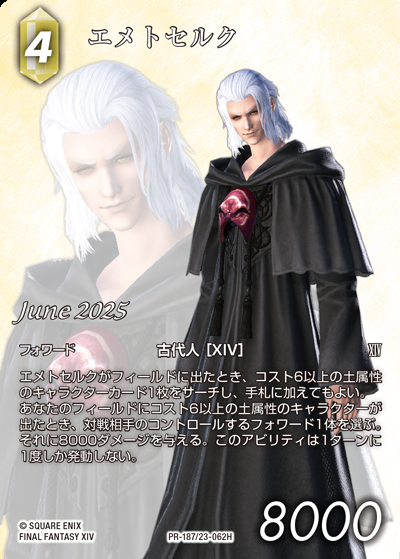 4
エメトセルク
June 2025
フォワード 古代人 [XIV] XIV
エメトセルクがフィールドに出たとき、コスト6以上の土属性
のキャラクターカード1枚をサーチし、手札に加えてもよい。
あなたのフィールドにコスト6以上の土属性のキャラクターが
出たとき、対戦相手のコントロールするフォワード1体を選ぶ。
それに8000ダメージを与える。このアビリティは1ターンに
1度しか発動しない。
© SQUARE ENIX
FINAL FANTASY XIV
PR-187/23-062H
8000